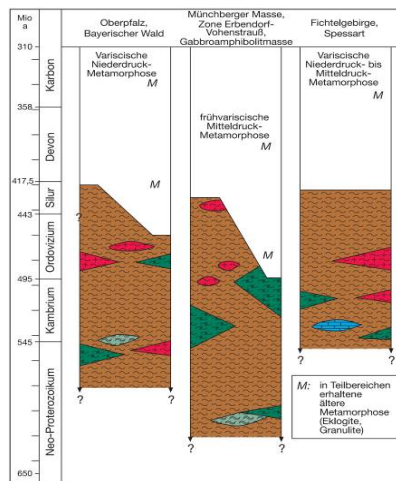 Mio
a
Oberpfalz,
Bayerischer Wald
Münchberger Masse,
Zone Erbendorf-
Vohenstrauß,
Gabbroamphibolitmasse
Fichtelgebirge,
Spessart
310
Karbon
358
Devon
417,5
Silur
443
Ordovizium
495
Kambrium
545
Neo-Proterozoikum
650
Variscische
Niederdruck-
Metamorphose
M
M
?
?
?
frühvariscische
Mitteldruck-
Metamorphose
M
M
?
?
Variscische
Niederdruck- bis
Mitteldruck-
Metamorphose
M
?
?
M: in Teilbereichen
erhaltene
ältere
Metamorphose
(Eklogite,
Granulite)